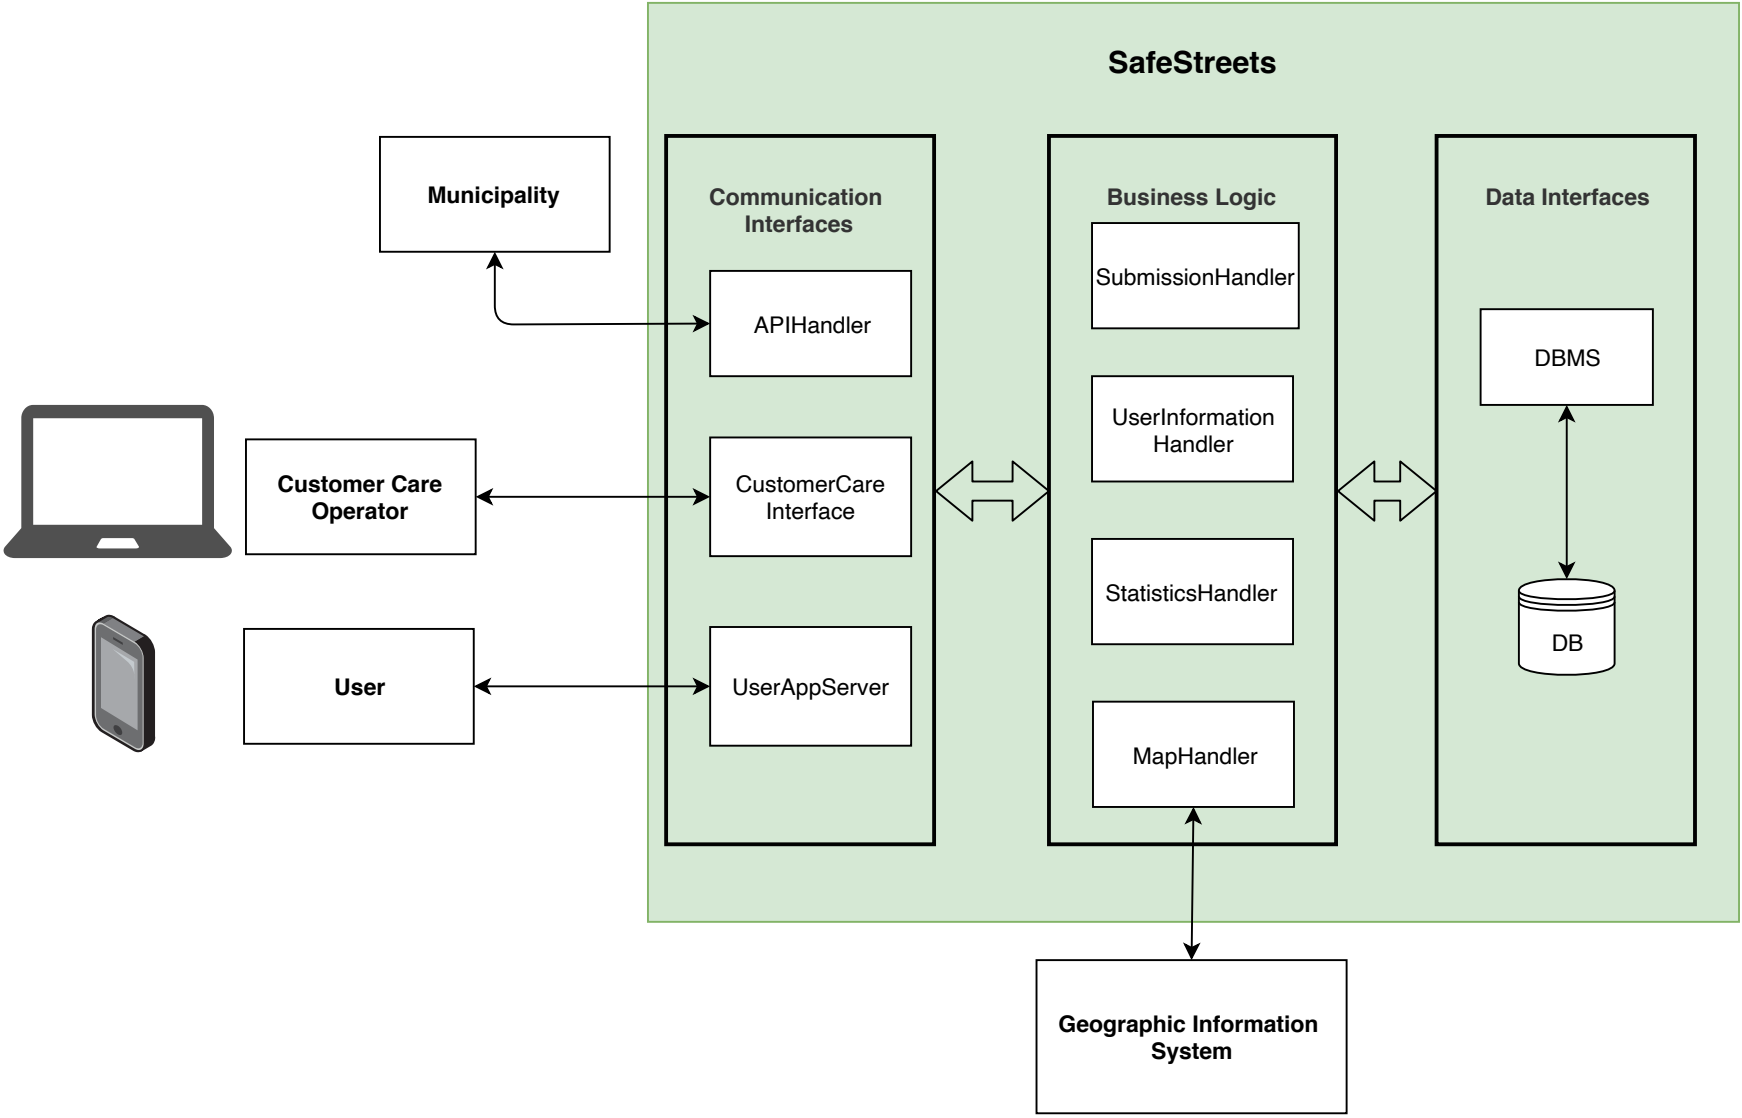 SafeStreets
Municipality
Customer Care
Operator
User
Communication
Interfaces
APIHandler
CustomerCare
Interface
UserAppServer
Business Logic
SubmissionHandler
UserInformation
Handler
StatisticsHandler
MapHandler
Data Interfaces
DBMS
DB
Geographic Information
System